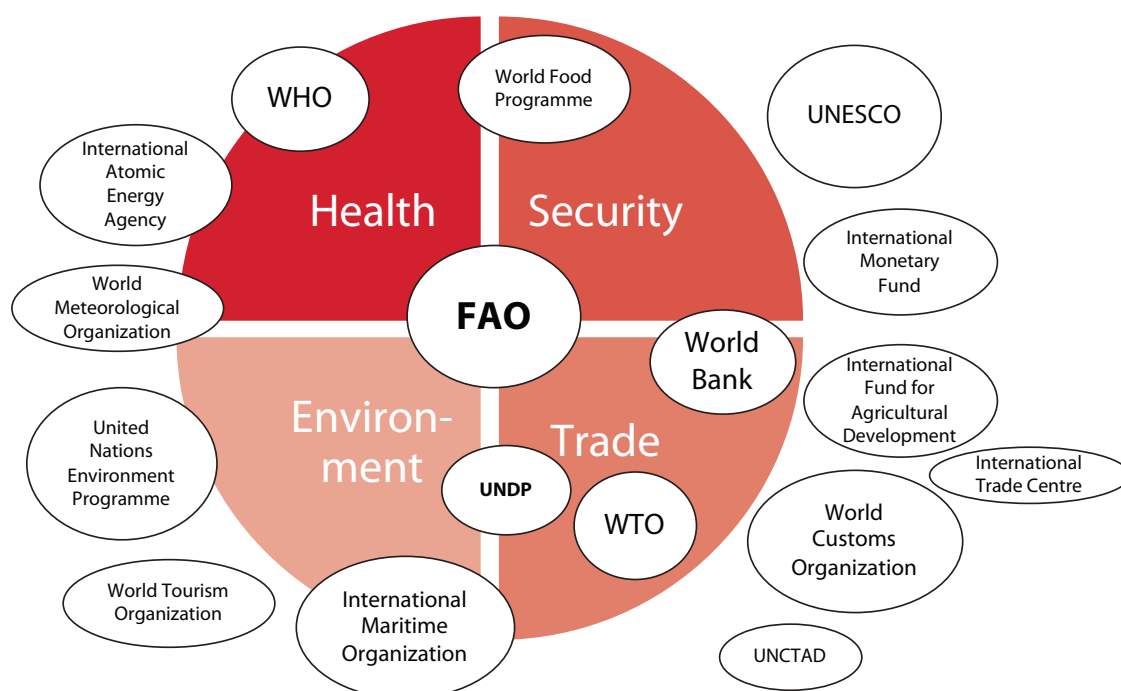 WHO
World Food
Programme
UNESCO
International
Atomic
Energy
Agency
Health
Security
International
Monetary
Fund
World
Meteorological
Organization
FAO
World
Bank
International
Fund for
Agricultural
Development
United
Nations
Environment
Programme
Environ-
ment
Trade
International
Trade Centre
UNDP
WTO
World
Customs
Organization
World Tourism
Organization
International
Maritime
Organization
UNCTAD